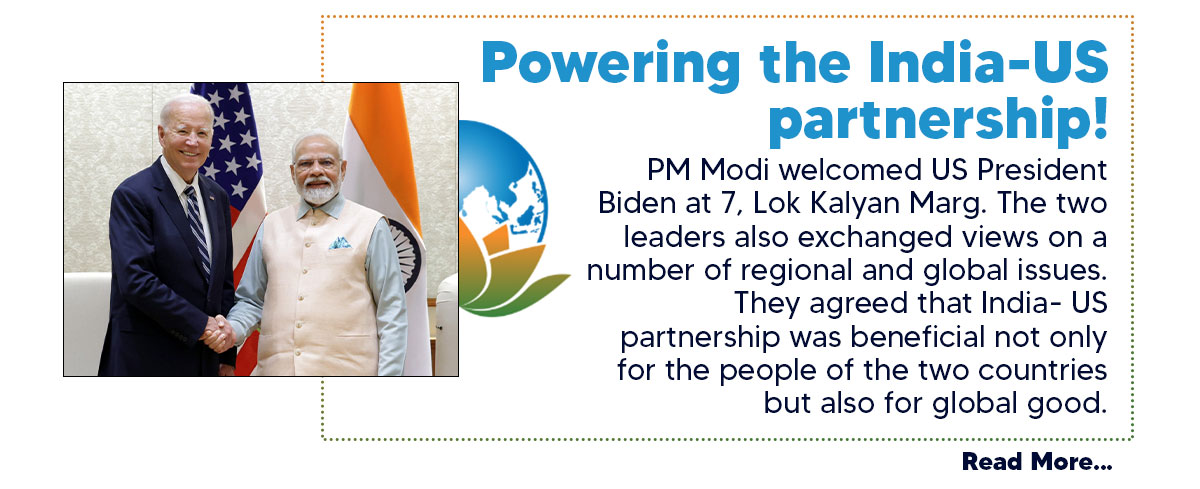 Powering the India-US
partnership!
PM Modi welcomed US President
Biden at 7, Lok Kalyan Marg. The two
leaders also exchanged views on a
number of regional and global issues.
They agreed that India- US
partnership was beneficial not only
for the people of the two countries
but also for global good.
Read More...